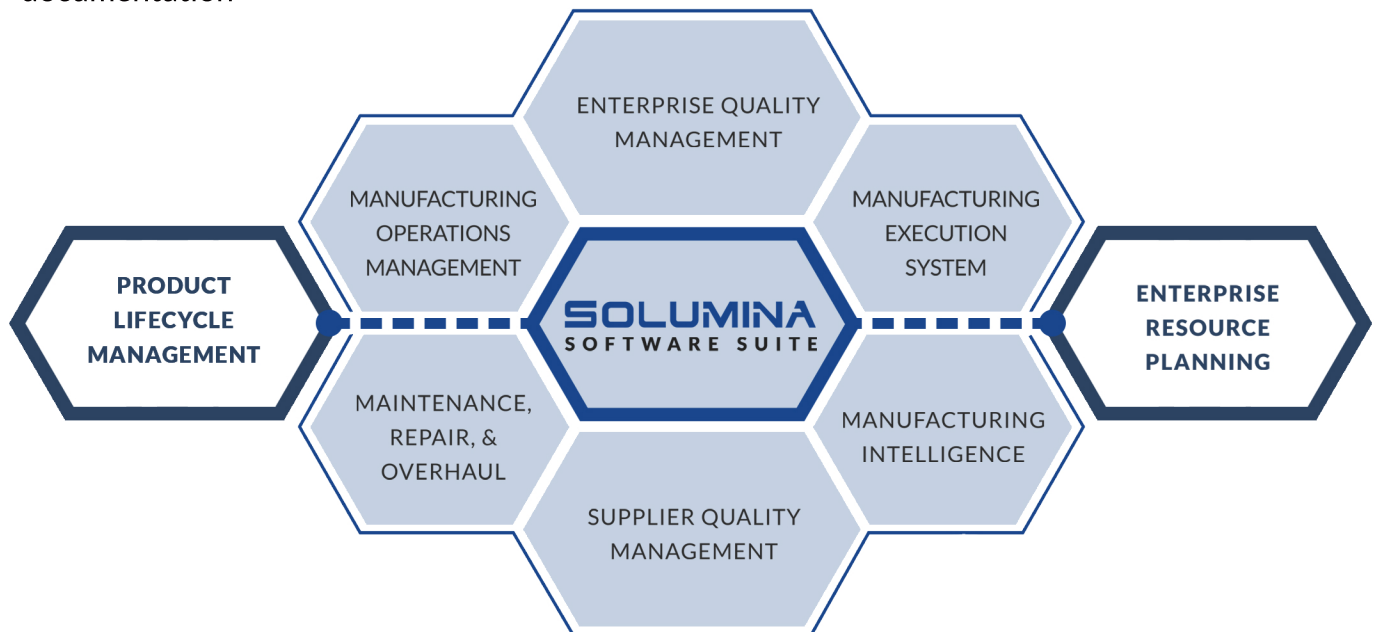 documentation
ENTERPRISE QUALITY
MANAGEMENT
MANUFACTURING
OPERATIONS
MANAGEMENT
MANUFACTURING
EXECUTION
SYSTEM
PRODUCT
LIFECYCLE
MANAGEMENT
SOLUMINA
SOFTWARE SUITE
ENTERPRISE
RESOURCE
PLANNING
MAINTENANCE,
REPAIR, &
OVERHAUL
MANUFACTURING
INTELLIGENCE
SUPPLIER QUALITY
MANAGEMENT